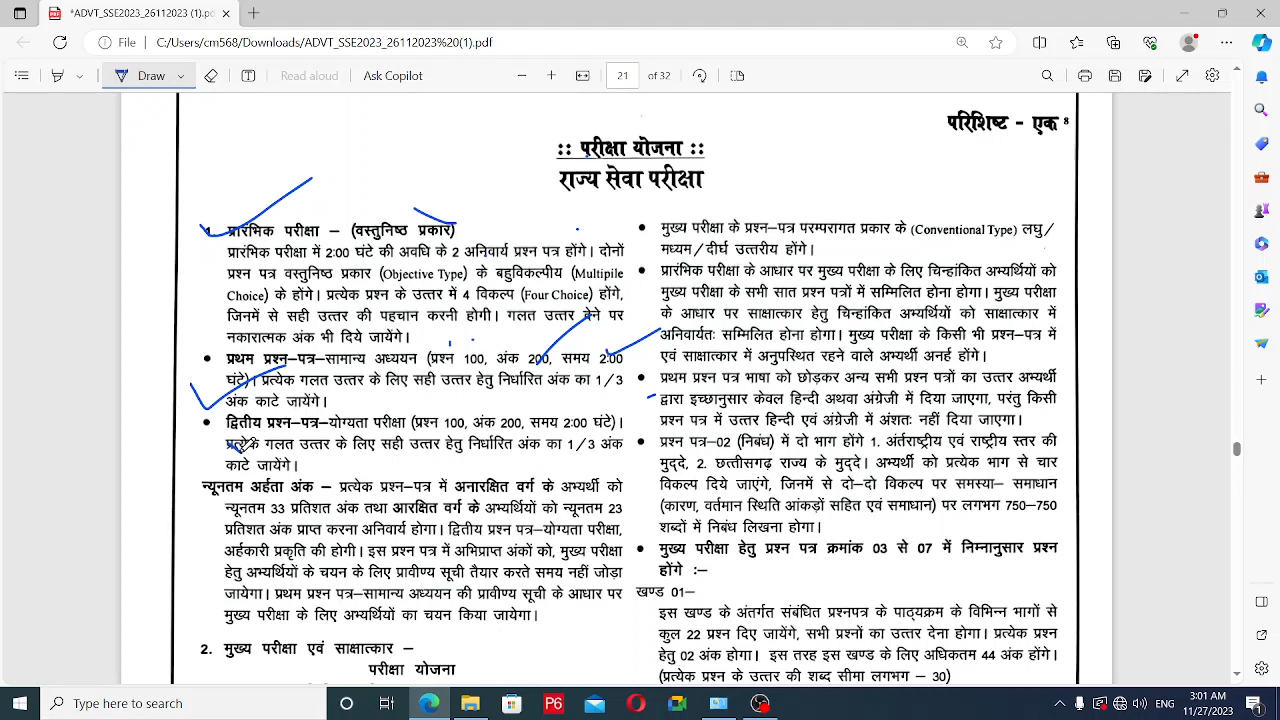 *ADVT_SSE2023_26112023%20(1).pdf
File
C:/Users/cm568/Downloads/ADVT_SSE2023_26112023%20(1).pdf
Draw
Read aloud
Ask Copilot
21
of 32
परिशिष्ट - एक 8
:: परीक्षा योजना ::
राज्य सेवा परीक्षा
1. प्रारंभिक परीक्षा – (वस्तुनिष्ठ प्रकार)
प्रारंभिक परीक्षा में 2:00 घंटे की अवधि के 2 अनिवार्य प्रश्न पत्र होंगे। दोनों
प्रश्न पत्र वस्तुनिष्ठ प्रकार (Objective Type) के बहुविकल्पीय (Multipile
Choice) के होगे। प्रत्येक प्रश्न के उत्तर में 4 विकल्प (Four Choice) होंगे,
जिनमें से सही उत्तर की पहचान करनी होगी। गलत उत्तर देने पर
नकारात्मक अंक भी दिये जायेंगे।
• प्रथम प्रश्न–पत्र–सामान्य अध्ययन (प्रश्न 100, अंक 200, समय 2:00
घंटे)। प्रत्येक गलत उत्तर के लिए सही उत्तर हेतु निर्धारित अंक का 1/3
अंक काटे जायेंगे।
• द्वितीय प्रश्न–पत्र–योग्यता परीक्षा (प्रश्न 100, अंक 200, समय 2:00 घंटे)।
प्रत्येक गलत उत्तर के लिए सही उत्तर हेतु निर्धारित अंक का 1/3 अंक
काटे जायेंगे।
न्यूनतम अर्हता अंक – प्रत्येक प्रश्न–पत्र में अनारक्षित वर्ग के अभ्यर्थी को
न्यूनतम 33 प्रतिशत अंक तथा आरक्षित वर्ग के अभ्यर्थियों को न्यूनतम 23
प्रतिशत अंक प्राप्त करना अनिवार्य होगा। द्वितीय प्रश्न पत्र–योग्यता परीक्षा,
अर्हकारी प्रकृति की होगी। इस प्रश्न पत्र में अभिप्राप्त अंकों को, मुख्य परीक्षा
हेतु अभ्यर्थियों के चयन के लिए प्रावीण्य सूची तैयार करते समय नहीं जोड़ा
जायेगा। प्रथम प्रश्न पत्र–सामान्य अध्ययन की प्रावीण्य सूची के आधार पर
मुख्य परीक्षा के लिए अभ्यर्थियों का चयन किया जायेगा।
2. मुख्य परीक्षा एवं साक्षात्कार –
परीक्षा योजना
• मुख्य परीक्षा के प्रश्न–पत्र परम्परागत प्रकार के (Conventional Type) लघु/
मध्यम/दीर्घ उत्तरीय होंगे।
• प्रारंभिक परीक्षा के आधार पर मुख्य परीक्षा के लिए चिन्हांकित अभ्यर्थियों को
मुख्य परीक्षा के सभी सात प्रश्न पत्रों में सम्मिलित होना होगा। मुख्य परीक्षा
के आधार पर साक्षात्कार हेतु चिन्हांकित अभ्यर्थियों को साक्षात्कार में
अनिवार्यतः सम्मिलित होना होगा। मुख्य परीक्षा के किसी भी प्रश्न–पत्र में
एवं साक्षात्कार में अनुपस्थित रहने वाले अभ्यर्थी अनर्ह होंगे।
• प्रथम प्रश्न पत्र भाषा को छोड़कर अन्य सभी प्रश्न पत्रों का उत्तर अभ्यर्थी
द्वारा इच्छानुसार केवल हिन्दी अथवा अंग्रेजी में दिया जाएगा, परंतु किसी
प्रश्न पत्र में उत्तर हिन्दी एवं अंग्रेजी में अंशतः नहीं दिया जाएगा।
• प्रश्न पत्र–02 (निबंध) में दो भाग होंगे 1. अंर्तराष्ट्रीय एवं राष्ट्रीय स्तर की
मुद्दे, 2. छत्तीसगढ़ राज्य के मुद्दे। अभ्यर्थी को प्रत्येक भाग से चार
विकल्प दिये जाएंगे, जिनमें से दो–दो विकल्प पर समस्या– समाधान
(कारण, वर्तमान स्थिति आंकड़ों सहित एवं समाधान) पर लगभग 750–750
शब्दों में निबंध लिखना होगा।
• मुख्य परीक्षा हेतु प्रश्न पत्र क्रमांक 03 से 07 में निम्नानुसार प्रश्न
होंगे :–
खण्ड 01–
इस खण्ड के अंतर्गत संबंधित प्रश्नपत्र के पाठ्यक्रम के विभिन्न भागों से
कुल 22 प्रश्न दिए जायेंगे, सभी प्रश्नों का उत्तर देना होगा। प्रत्येक प्रश्न
हेतु 02 अंक होगा। इस तरह इस खण्ड के लिए अधिकतम 44 अंक होंगे।
(प्रत्येक प्रश्न के उत्तर की शब्द सीमा लगभग – 30)
Type here to search
P6
3:01 AM
11/27/2023